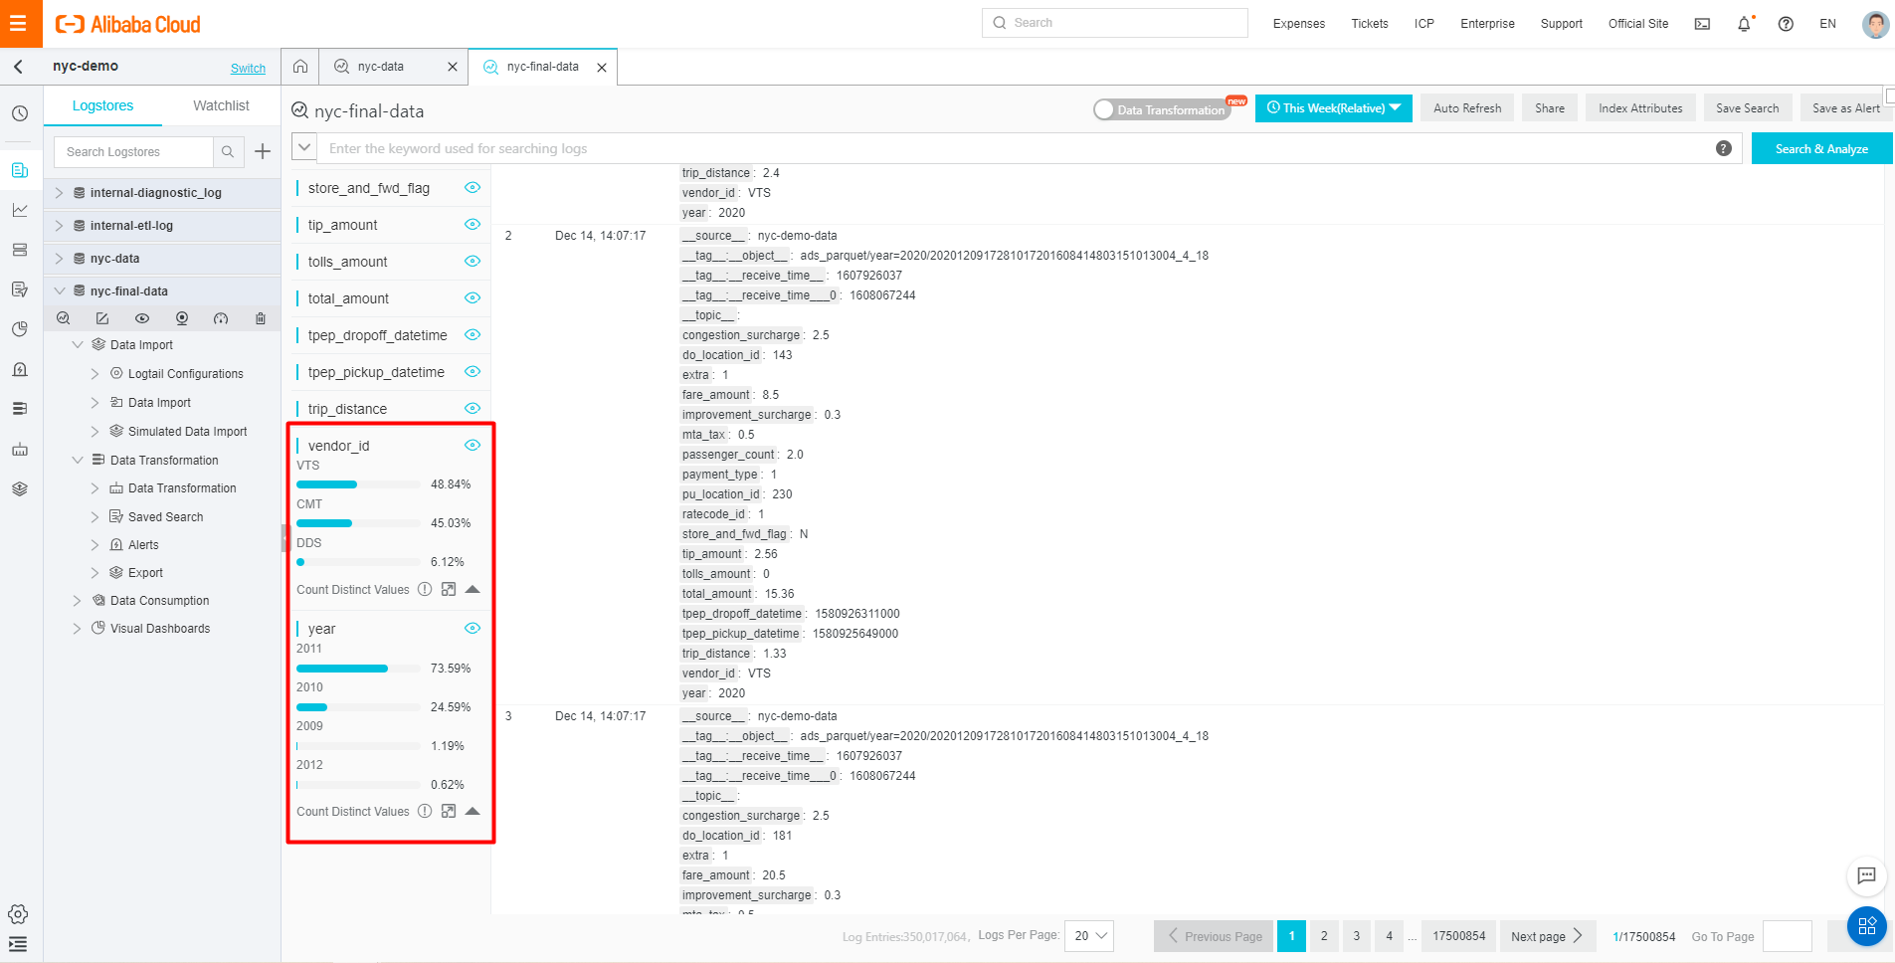 Alibaba Cloud
Search
Expenses
Tickets
ICP
Enterprise
Support
Official Site
EN
nyc-demo
Switch
nyc-data
nyc-final-data
Logstores
Watchlist
Search Logstores
internal-diagnostic_log
internal-etl-log
nyc-data
nyc-final-data
Data Import
Logtail Configurations
Data Import
Simulated Data Import
Data Transformation
Data Transformation
Saved Search
Alerts
Export
Data Consumption
Visual Dashboards
nyc-final-data
Data Transformation
new
This Week(Relative)
Auto Refresh
Share
Index Attributes
Save Search
Save as Alert
Enter the keyword used for searching logs
?
Search & Analyze
store_and_fwd_flag
tip_amount
tolls_amount
total_amount
tpep_dropoff_datetime
tpep_pickup_datetime
trip_distance
vendor_id
VTS
48.84%
CMT
45.03%
DDS
6.12%
Count Distinct Values
year
2011
73.59%
2010
24.59%
2009
1.19%
2012
0.62%
Count Distinct Values
trip_distance : 2.4
vendor_id : VTS
year : 2020
2 Dec 14, 14:07:17
__source__ : nyc-demo-data
__tag__:__object__ : ads_parquet/year=2020/20201209172810172016084148031510​13004_4_18
__tag__:__receive_time__ : 1607926037
__tag__:__receive_time___0 : 1608067244
__topic__ :
congestion_surcharge : 2.5
do_location_id : 143
extra : 1
fare_amount : 8.5
improvement_surcharge : 0.3
mta_tax : 0.5
passenger_count : 2.0
payment_type : 1
pu_location_id : 230
ratecode_id : 1
store_and_fwd_flag : N
tip_amount : 2.56
tolls_amount : 0
total_amount : 15.36
tpep_dropoff_datetime : 1580926311000
tpep_pickup_datetime : 1580925649000
trip_distance : 1.33
vendor_id : VTS
year : 2020
3 Dec 14, 14:07:17
__source__ : nyc-demo-data
__tag__:__object__ : ads_parquet/year=2020/2020120917281017201608414803151013004_4_18
__tag__:__receive_time__ : 1607926037
__tag__:__receive_time___0 : 1608067244
__topic__ :
congestion_surcharge : 2.5
do_location_id : 181
extra : 1
fare_amount : 20.5
improvement_surcharge : 0.3
mta_tax : 0.5
Log Entries:350,017,064,
Logs Per Page: 20
Previous Page
1
2
3
4
...
17500854
Next page
1/17500854
Go To Page